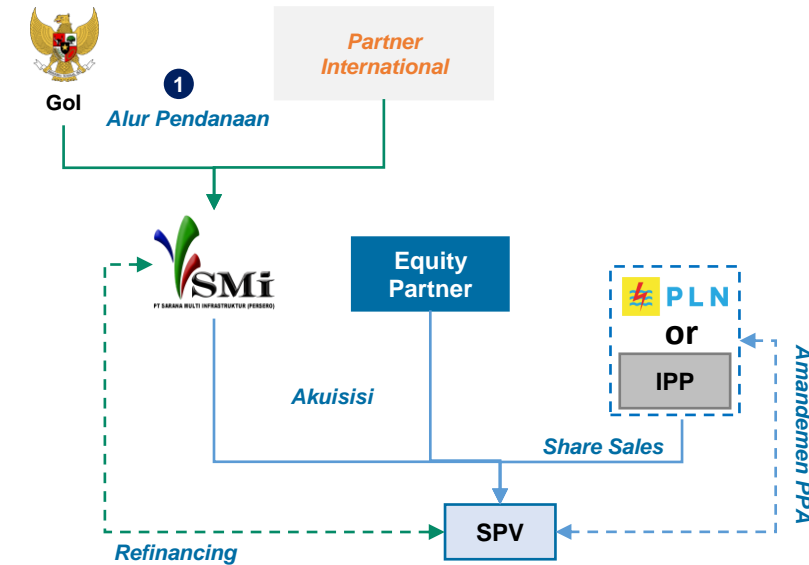 Partner
International
GoI
1
Alur Pendanaan
SMi
PT SARANA MULTI INFRASTRUKTUR (PERSERO)
Equity
Partner
PLN
or
IPP
Akuisisi
Share Sales
Amandemen PPA
SPV
Refinancing